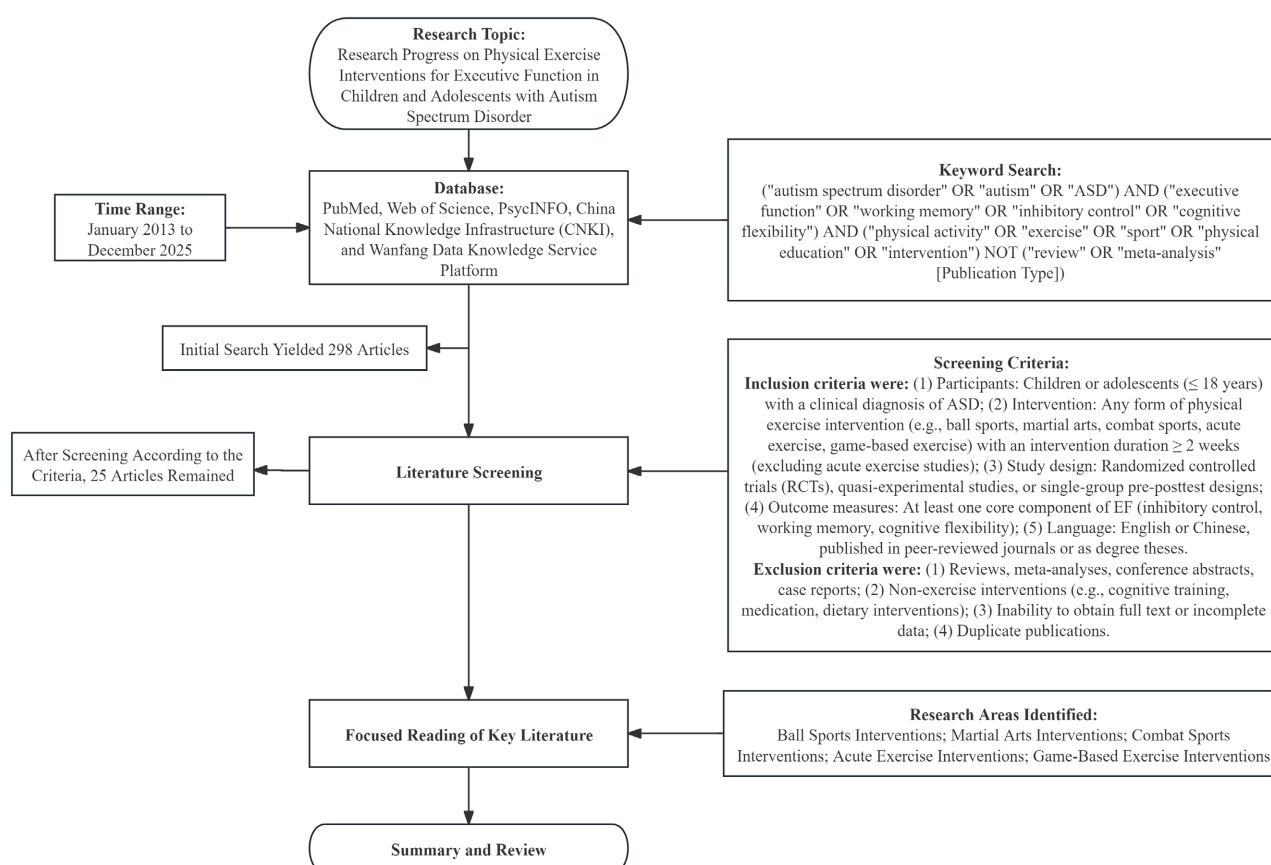 Research Topic:
Research Progress on Physical Exercise
Interventions for Executive Function in
Children and Adolescents with Autism
Spectrum Disorder
Time Range:
January 2013 to
December 2025
Database:
PubMed, Web of Science, PsycINFO, China
National Knowledge Infrastructure (CNKI),
and Wanfang Data Knowledge Service
Platform
Keyword Search:
("autism spectrum disorder" OR "autism" OR "ASD") AND ("executive
function" OR "working memory" OR "inhibitory control" OR "cognitive
flexibility") AND ("physical activity" OR "exercise" OR "sport" OR "physical
education" OR "intervention") NOT ("review" OR "meta-analysis"
[Publication Type])
Initial Search Yielded 298 Articles
Screening Criteria:
Inclusion criteria were: (1) Participants: Children or adolescents (≤ 18 years)
with a clinical diagnosis of ASD; (2) Intervention: Any form of physical
exercise intervention (e.g., ball sports, martial arts, combat sports, acute
exercise, game-based exercise) with an intervention duration ≥ 2 weeks
(excluding acute exercise studies); (3) Study design: Randomized controlled
trials (RCTs), quasi-experimental studies, or single-group pre-posttest designs;
(4) Outcome measures: At least one core component of EF (inhibitory control,
working memory, cognitive flexibility); (5) Language: English or Chinese,
published in peer-reviewed journals or as degree theses.
Exclusion criteria were: (1) Reviews, meta-analyses, conference abstracts,
case reports; (2) Non-exercise interventions (e.g., cognitive training,
medication, dietary interventions); (3) Inability to obtain full text or incomplete
data; (4) Duplicate publications.
After Screening According to the
Criteria, 25 Articles Remained
Literature Screening
Focused Reading of Key Literature
Research Areas Identified:
Ball Sports Interventions; Martial Arts Interventions; Combat Sports
Interventions; Acute Exercise Interventions; Game-Based Exercise Interventions
Summary and Review